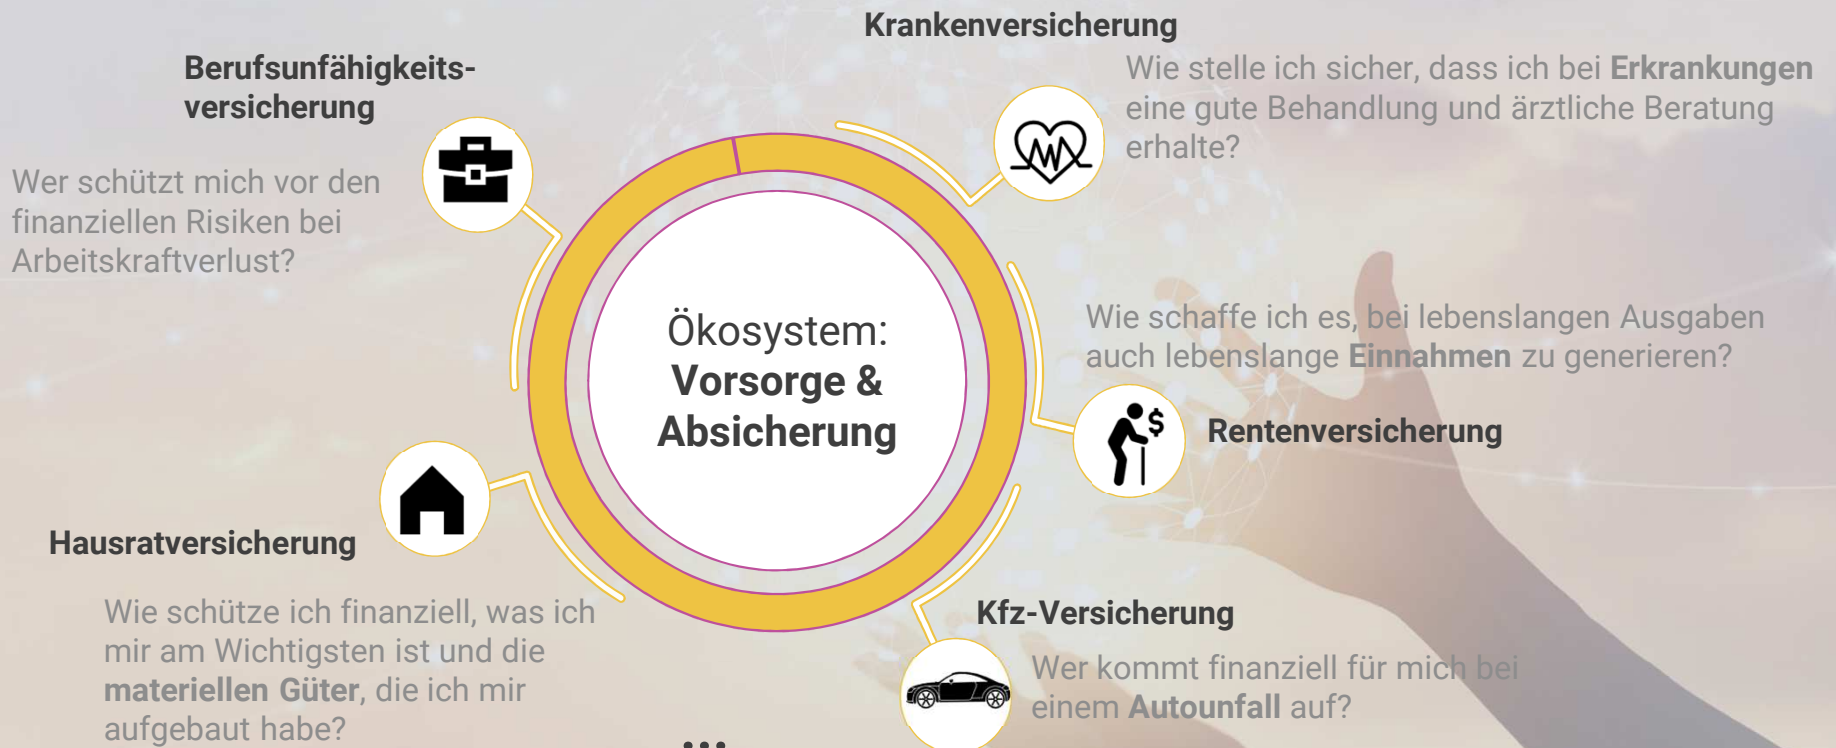 Krankenversicherung
Wie stelle ich sicher, dass ich bei Erkrankungen
eine gute Behandlung und ärztliche Beratung
erhalte?
Berufsunfähigkeits-
versicherung
Wer schützt mich vor den
finanziellen Risiken bei
Arbeitskraftverlust?
Ökosystem:
Vorsorge &
Absicherung
Wie schaffe ich es, bei lebenslangen Ausgaben
auch lebenslange Einnahmen zu generieren?
$
Rentenversicherung
Hausratversicherung
Wie schütze ich finanziell, was ich
mir am Wichtigsten ist und die
materiellen Güter, die ich mir
aufgebaut habe?
Kfz-Versicherung
Wer kommt finanziell für mich bei
einem Autounfall auf?
...